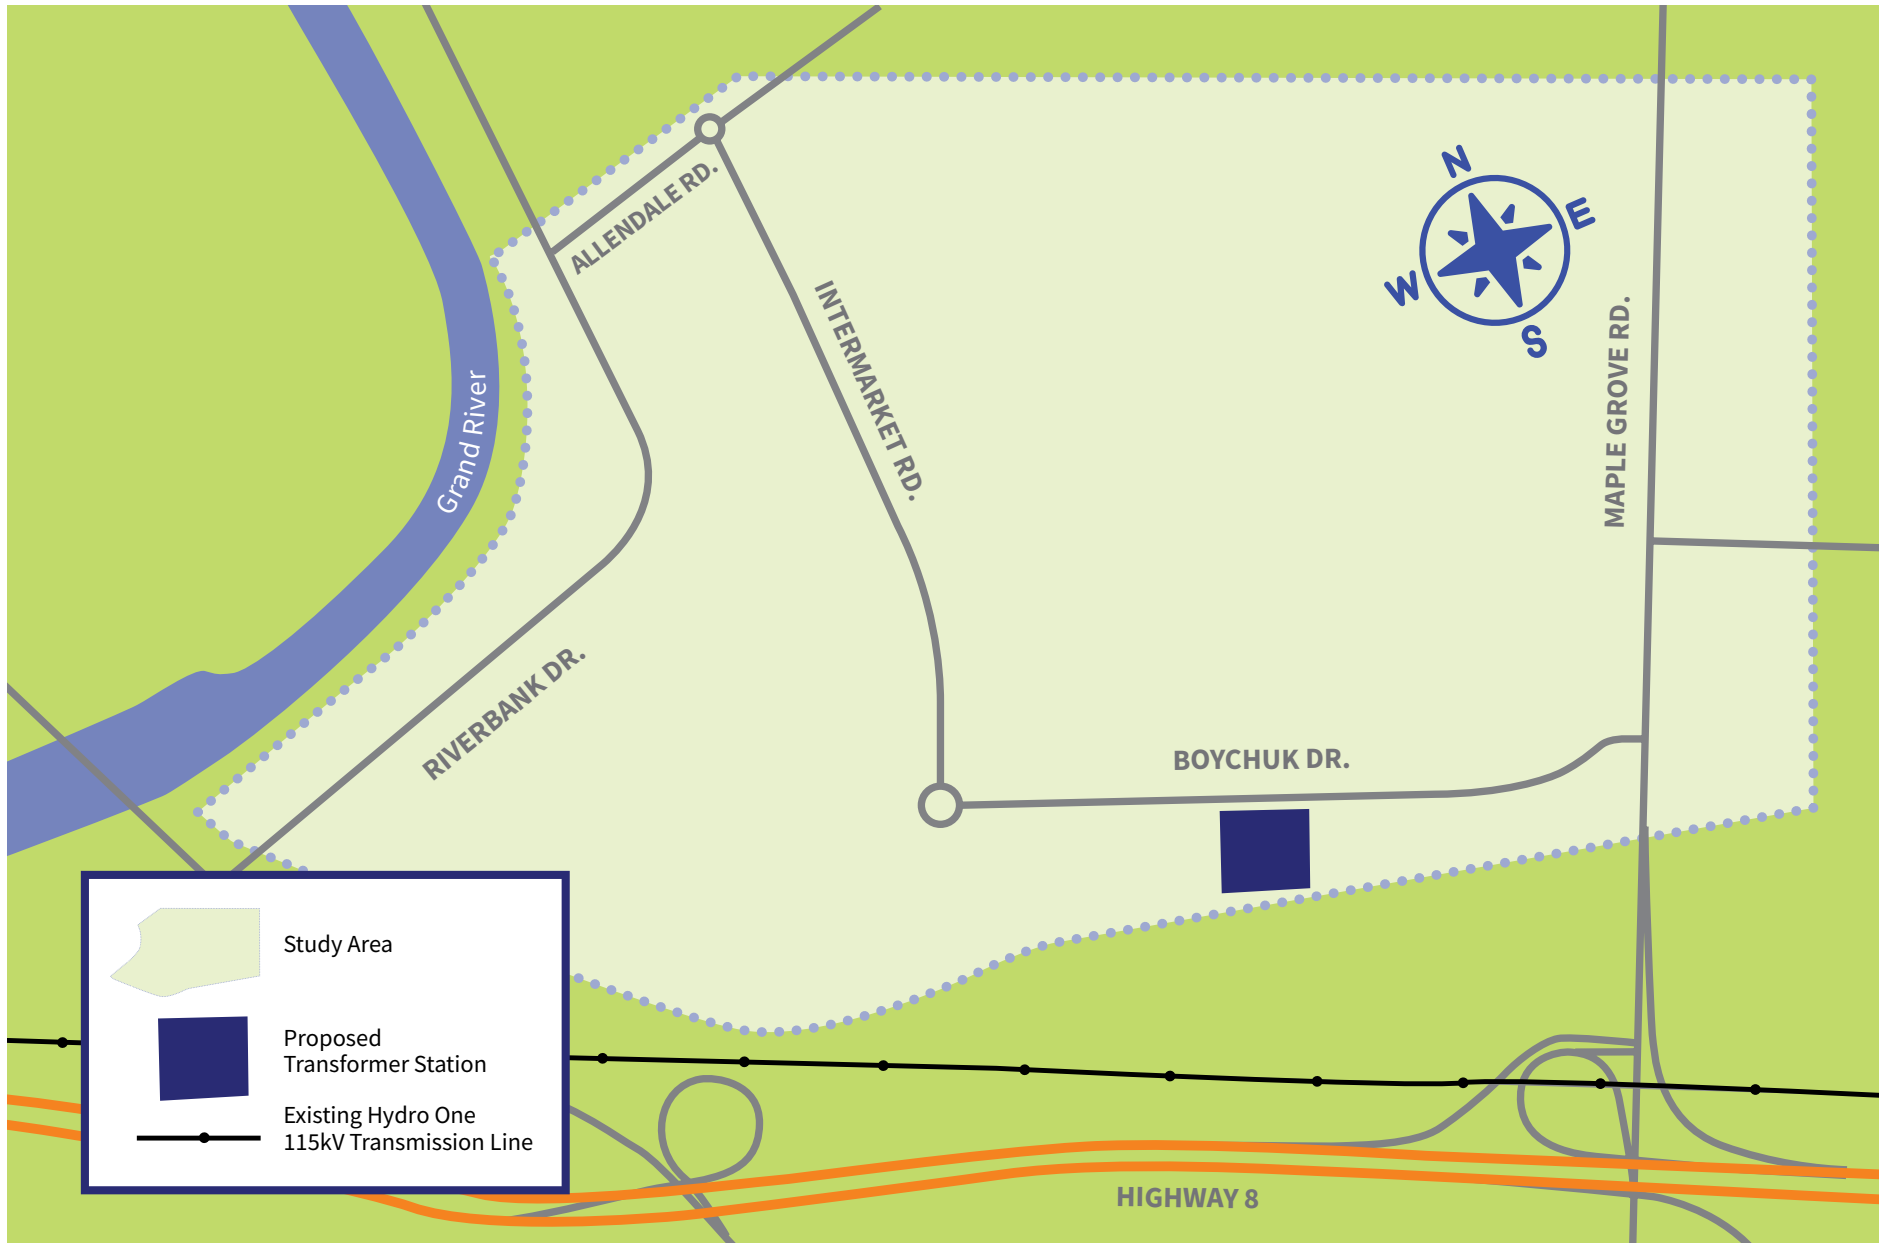 N
E
W
S
ALLENDALE RD.
INTERMARKET RD.
MAPLE GROVE RD.
Grand River
RIVERBANK DR.
BOYCHUK DR.
Study Area
Proposed
Transformer Station
Existing Hydro One
115kV Transmission Line
HIGHWAY 8